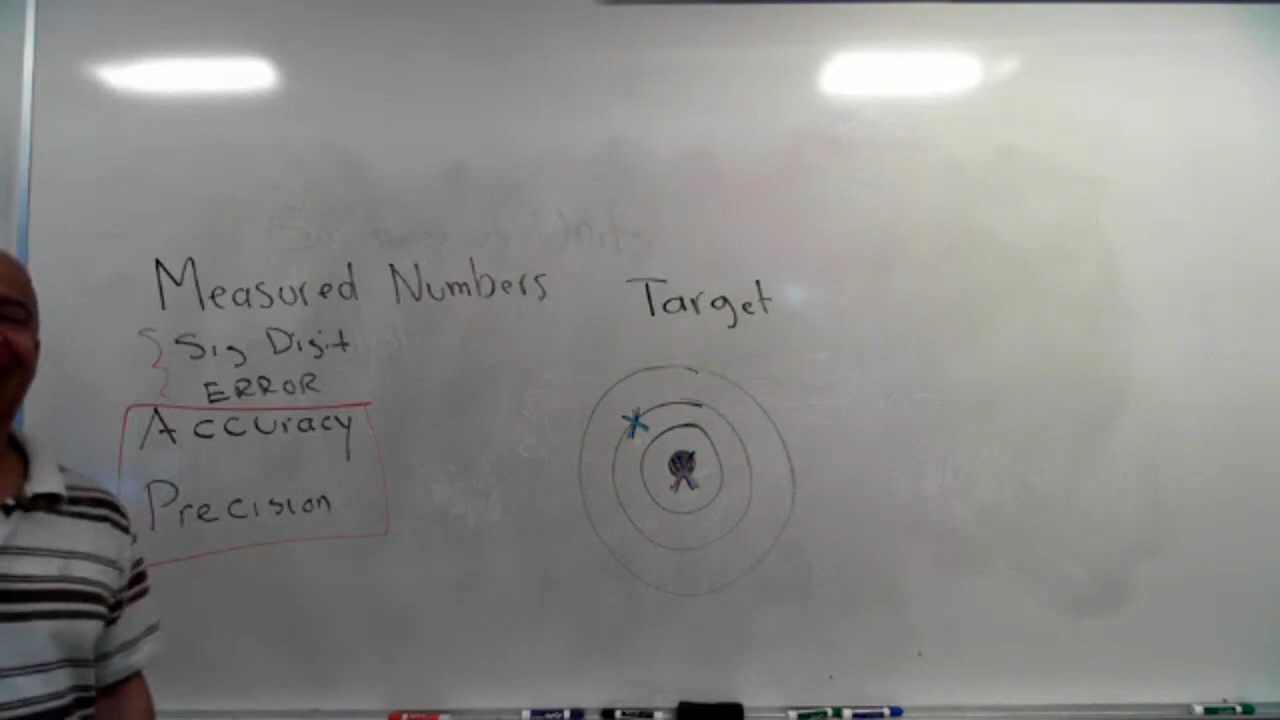 Measured Numbers
Sig Digit
ERROR
Accuracy
Precision
Target